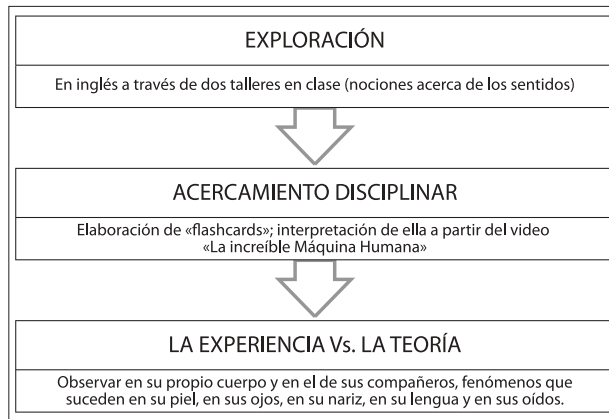 EXPLORACIÓN
En inglés a través de dos talleres en clase (nociones acerca de los sentidos)
ACERCAMIENTO DISCIPLINAR
Elaboración de «flashcards»; interpretación de ella a partir del video
«La increíble Máquina Humana»
LA EXPERIENCIA Vs. LA TEORÍA
Observar en su propio cuerpo y en el de sus compañeros, fenómenos que
suceden en su piel, en sus ojos, en su nariz, en su lengua y en sus oídos.